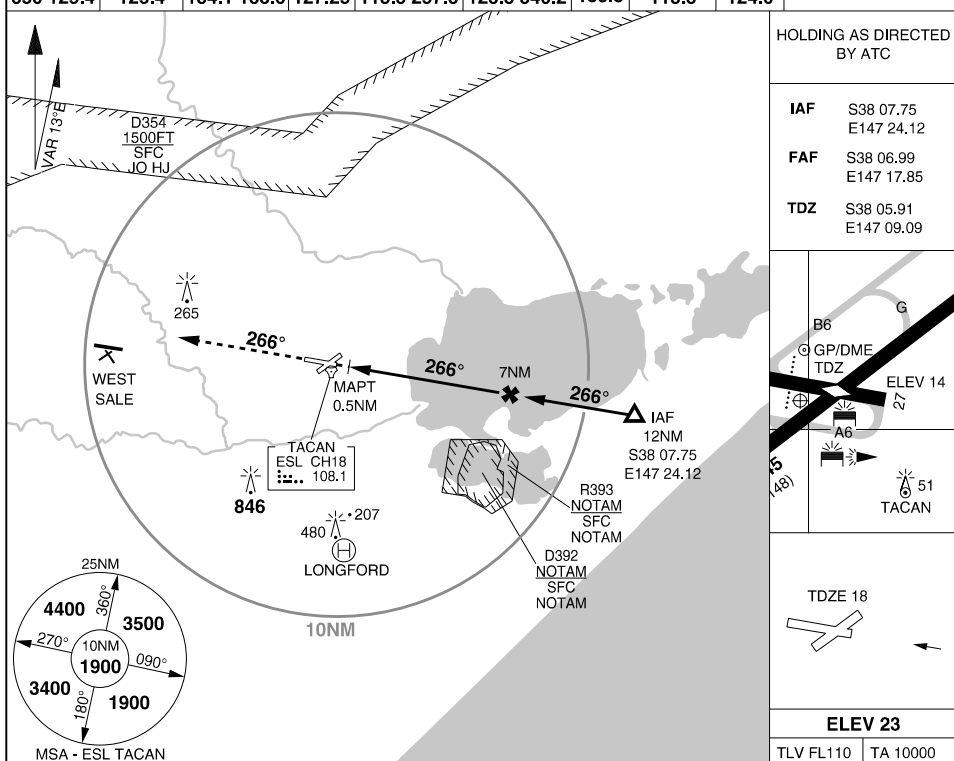 HOLDING AS DIRECTED
BY ATC
IAF S38 07.75
E147 24.12
FAF S38 06.99
E147 17.85
TDZ S38 05.91
E147 09.09
VAR 13°E
D354
1500FT
SFC
JO HJ
265
266°
266°
266°
7NM
WEST
SALE
MAPT
0.5NM
IAF
12NM
S38 07.75
E147 24.12
TACAN
ESL CH18
108.1
846
480
207
H
LONGFORD
R393
NOTAM
SFC
NOTAM
D392
NOTAM
SFC
NOTAM
10NM
25NM
4400
360°
3500
270°
10NM
1900
090°
3400
180°
1900
MSA - ESL TACAN
B6
G
GP/DME
TDZ
ELEV 14
27
A6
51
TACAN
TDZE 18
ELEV 23
TLV FL110
TA 10000